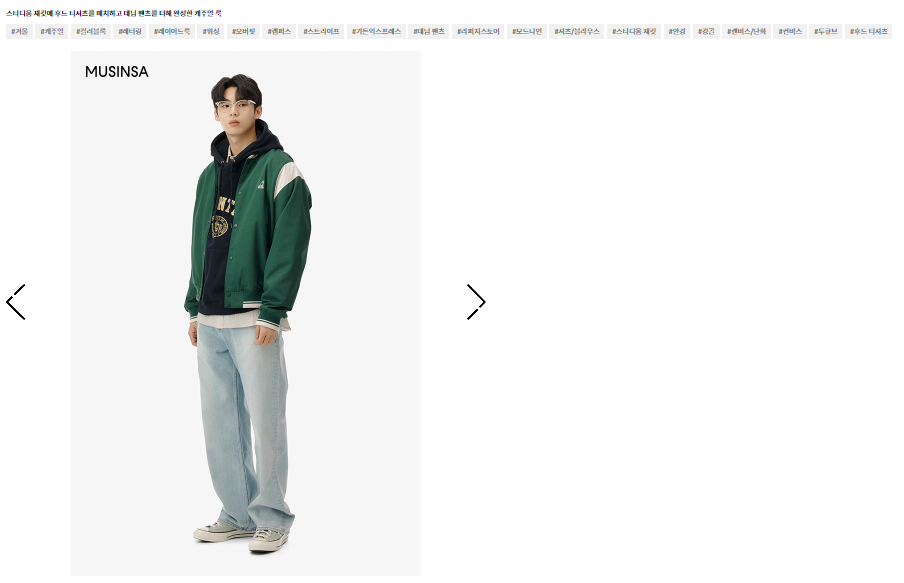 스타디움 재킷에 후드 티셔츠를 매치하고 데님 팬츠를 더해 완성한 캐주얼 룩
#겨울 #캐주얼 #컬러블록 #레터링 #레이어드룩 #워싱 #오버핏 #캠퍼스 #스트라이프 #가든익스프레스 #데님 팬츠 #리퍼지스토어 #모드나인 #셔츠/블라우스 #스타디움 재킷 #안경 #캉골 #캔버스/단화 #컨버스 #두큐브 #후드 티셔츠
MUSINSA